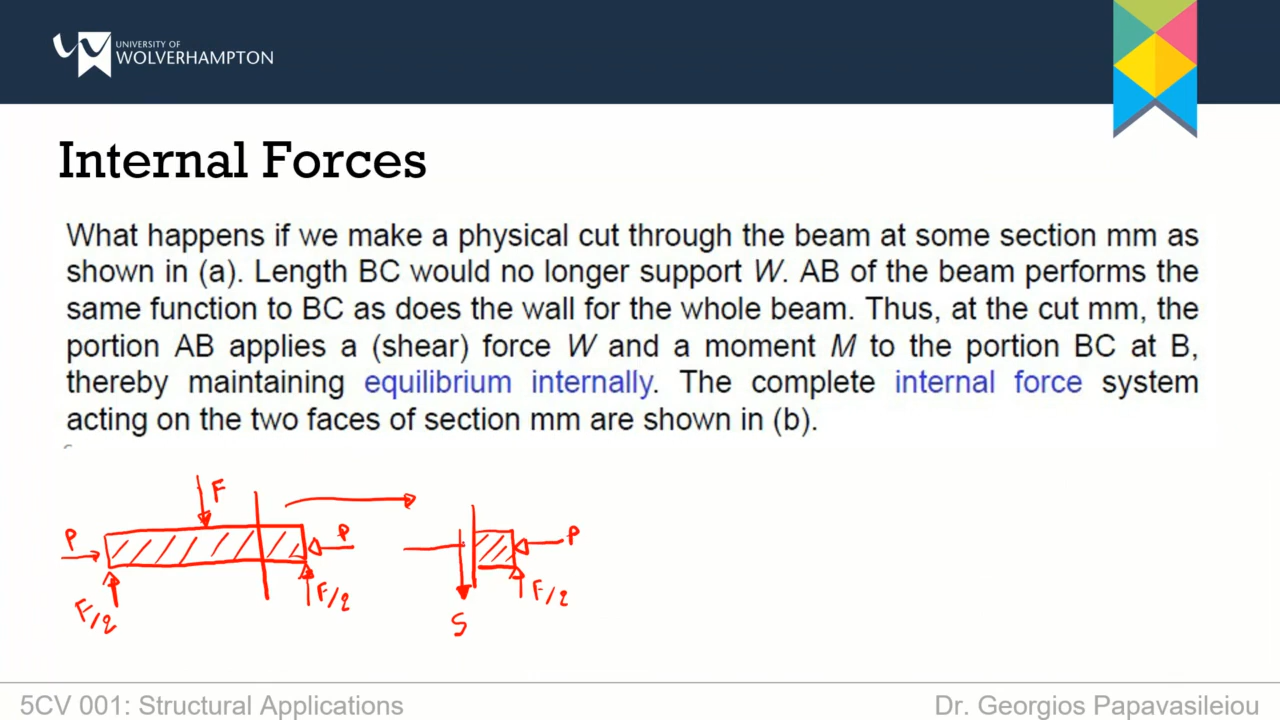 UNIVERSITY OF
WOLVERHAMPTON
Internal Forces
What happens if we make a physical cut through the beam at some section mm as
shown in (a). Length BC would no longer support W. AB of the beam performs the
same function to BC as does the wall for the whole beam. Thus, at the cut mm, the
portion AB applies a (shear) force W and a moment M to the portion BC at B,
thereby maintaining equilibrium internally. The complete internal force system
acting on the two faces of section mm are shown in (b).
F
P
P
P
F/2
F/2
F/2
S
5CV 001: Structural Applications
Dr. Georgios Papavasileiou